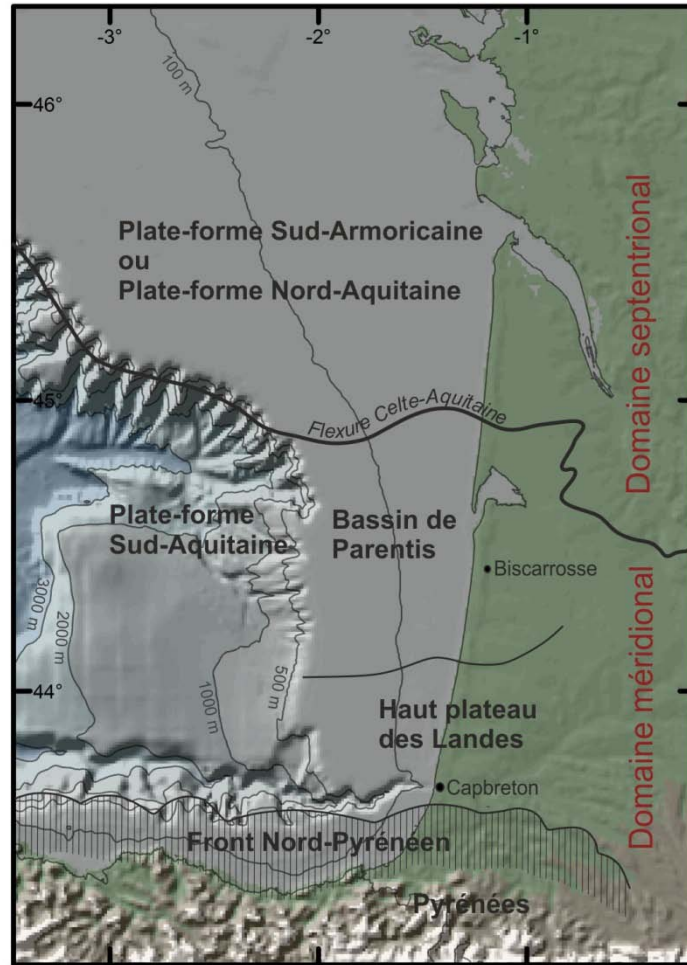 -3°
-2°
-1°
100 m
46°
Plate-forme Sud-Armoricaine
ou
Plate-forme Nord-Aquitaine
Domaine septentrional
45°
Flexure Celte-Aquitaine
Plate-forme
Sud-Aquitaine
Bassin de
Parentis
Biscarrosse
3000 m
2000 m
1000 m
500 m
44°
Haut plateau
des Landes
Domaine méridional
Capbreton
Front Nord-Pyrénéen
Pyrénées